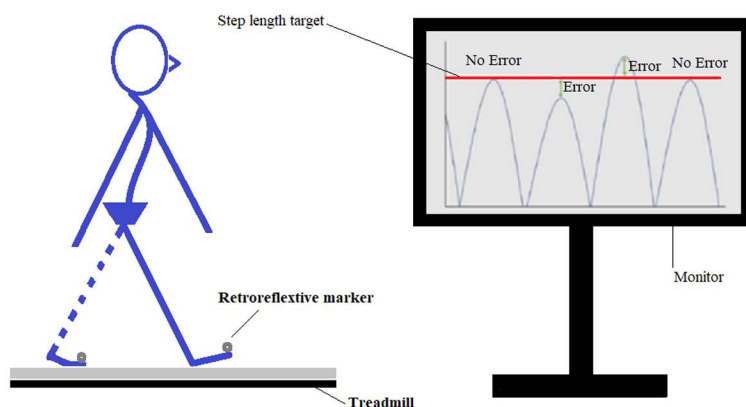 Step length target
No Error
Error
No Error
Error
Monitor
Retroreflextive marker
Treadmill